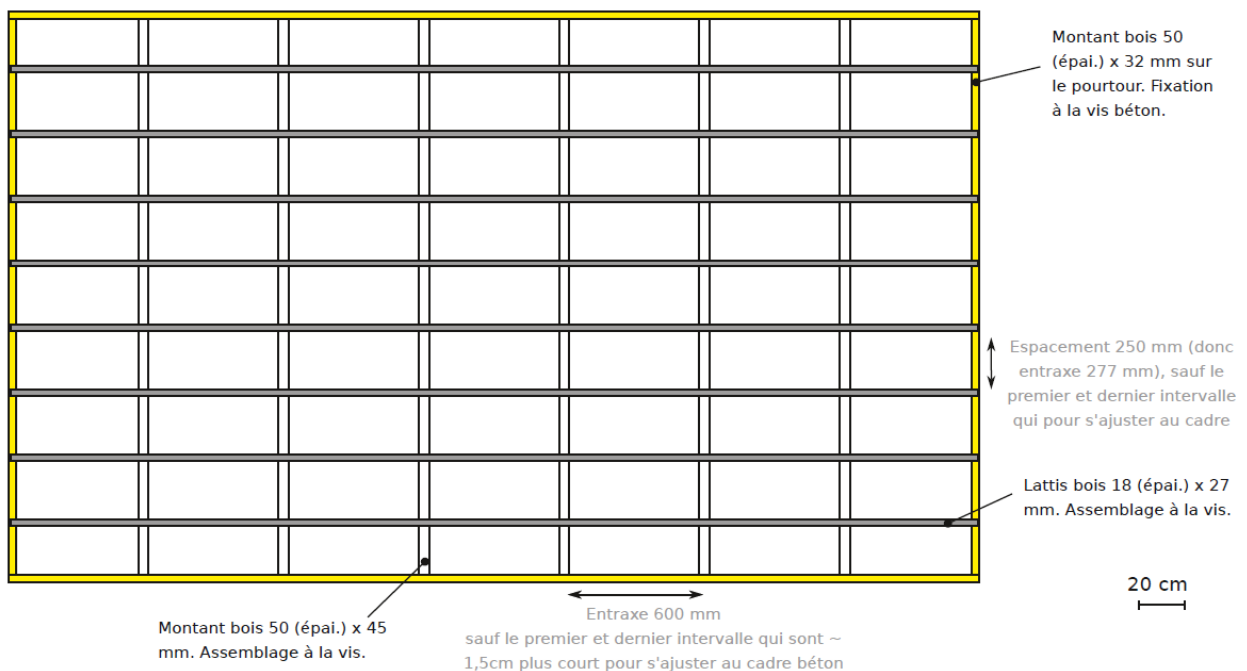 Montant bois 50
(épai.) x 32 mm sur
le pourtour. Fixation
à la vis béton.
Espacement 250 mm (donc
entraxe 277 mm), sauf le
premier et dernier intervalle
qui pour s'ajuster au cadre
Lattis bois 18 (épai.) x 27
mm. Assemblage à la vis.
20 cm
Entraxe 600 mm
sauf le premier et dernier intervalle qui sont ~
1,5cm plus court pour s'ajuster au cadre béton
Montant bois 50 (épai.) x 45
mm. Assemblage à la vis.